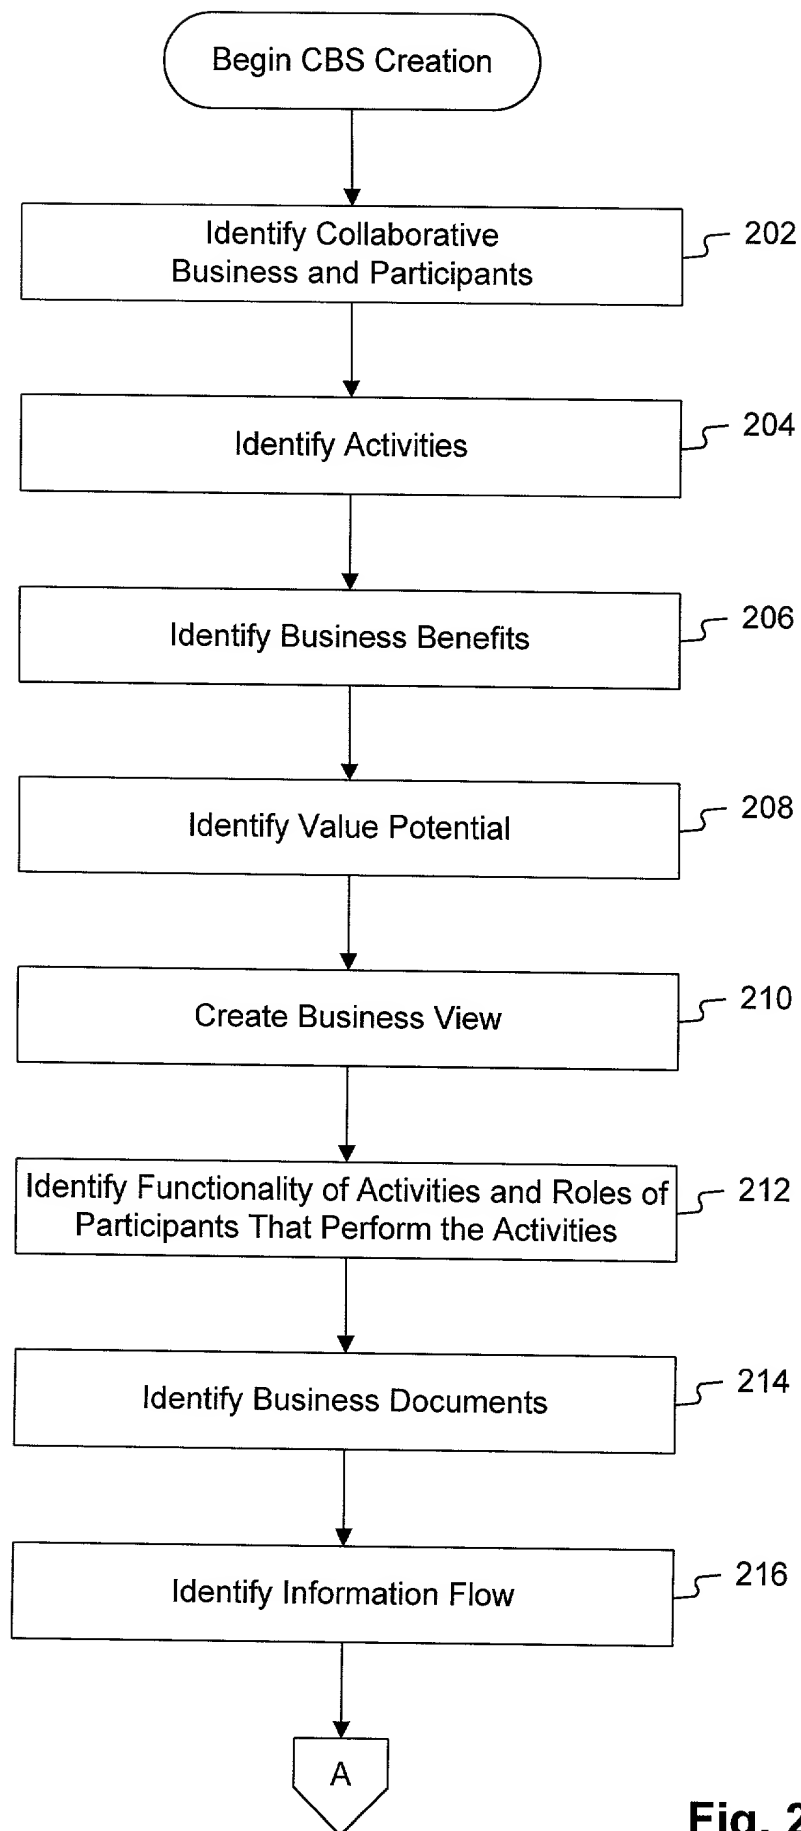 Begin CBS Creation
Identify Collaborative
Business and Participants
202
Identify Activities
204
Identify Business Benefits
206
Identify Value Potential
208
Create Business View
210
Identify Functionality of Activities and Roles of
Participants That Perform the Activities
212
Identify Business Documents
214
Identify Information Flow
216
A
Fig. 2